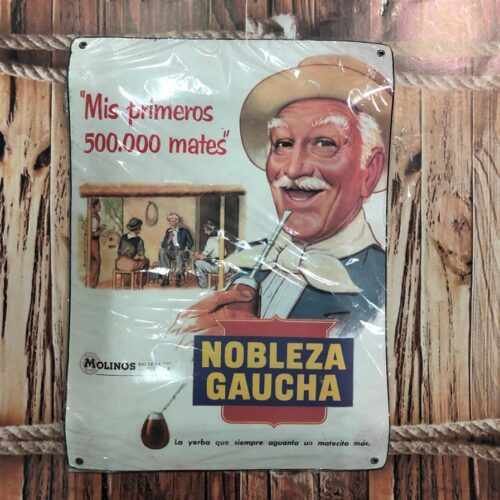 "Mis primeros
500.000 mates"
MOLINOS
NOBLEZA
GAUCHA
La yerba que siempre aguanta un matecito más.